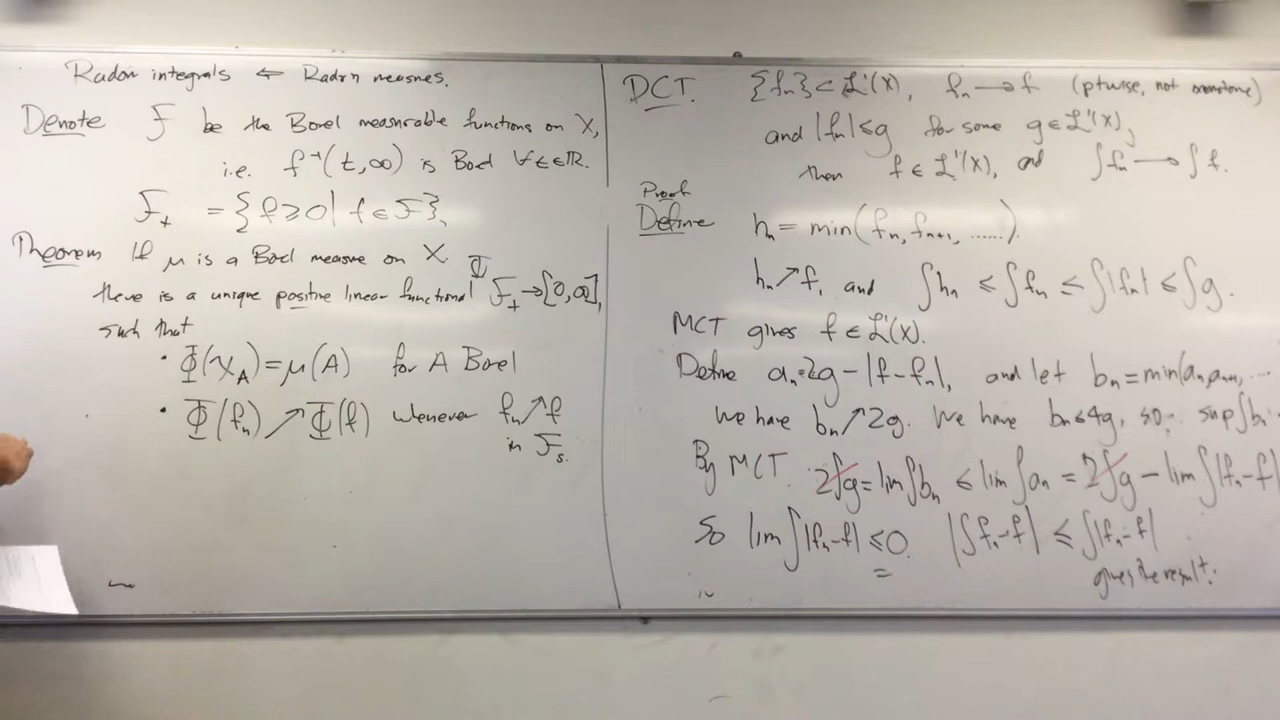 Radon integrals ⇐ Radon measures.
Denote F be the Borel measurable functions on X,
i.e. f⁻¹(t,∞) is Borel ∀t∈ℝ.
F₊ = {f⩾0 | f∈F}.
Theorem If μ is a Borel measure on X
there is a unique positive linear functional Φ F₊→[0,∞],
such that
• Φ(χ_A)=μ(A) for A Borel
• Φ(fₙ)↗Φ(f) whenever fₙ↗f
in F_s.
DCT. {fₙ}⊂L¹(X), fₙ→f (ptwise, not monotone)
and |fₙ|⩽g for some g∈L¹(X),
then f∈L¹(X), and ∫fₙ→∫f.
Proof
Define hₙ=min(fₙ,fₙ₊₁,......).
hₙ↗f, and ∫hₙ ⩽ ∫fₙ ⩽ ∫|fₙ| ⩽ ∫g.
MCT gives f∈L¹(X).
Define aₙ=2g-|f-fₙ|, and let bₙ=min(aₙ,aₙ₊₁,...
We have bₙ↗2g. We have bₙ⩽4g, so sup∫bₙ
By MCT. 2∫g=lim∫bₙ ⩽ lim∫aₙ = 2∫g - lim∫|fₙ-f|
So lim∫|fₙ-f|⩽0. |∫fₙ-f| ⩽ ∫|fₙ-f|
gives the result.